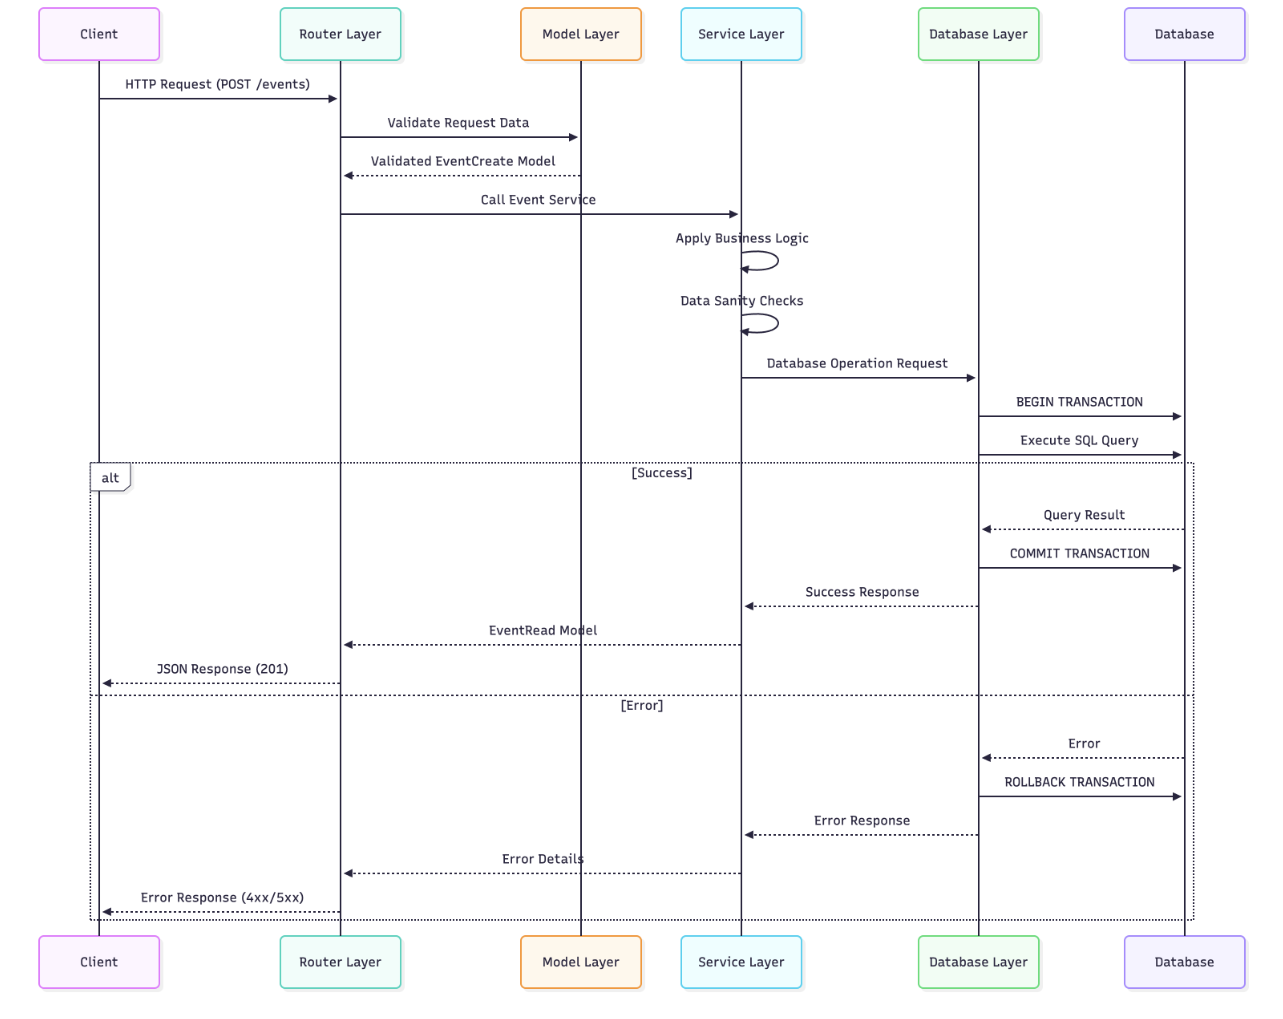 Client
Router Layer
Model Layer
Service Layer
Database Layer
Database
HTTP Request (POST /events)
Validate Request Data
Validated EventCreate Model
Call Event Service
Apply Business Logic
Data Sanity Checks
Database Operation Request
BEGIN TRANSACTION
Execute SQL Query
alt
[Success]
Query Result
COMMIT TRANSACTION
Success Response
EventRead Model
JSON Response (201)
[Error]
Error
ROLLBACK TRANSACTION
Error Response
Error Details
Error Response (4xx/5xx)
Client
Router Layer
Model Layer
Service Layer
Database Layer
Database